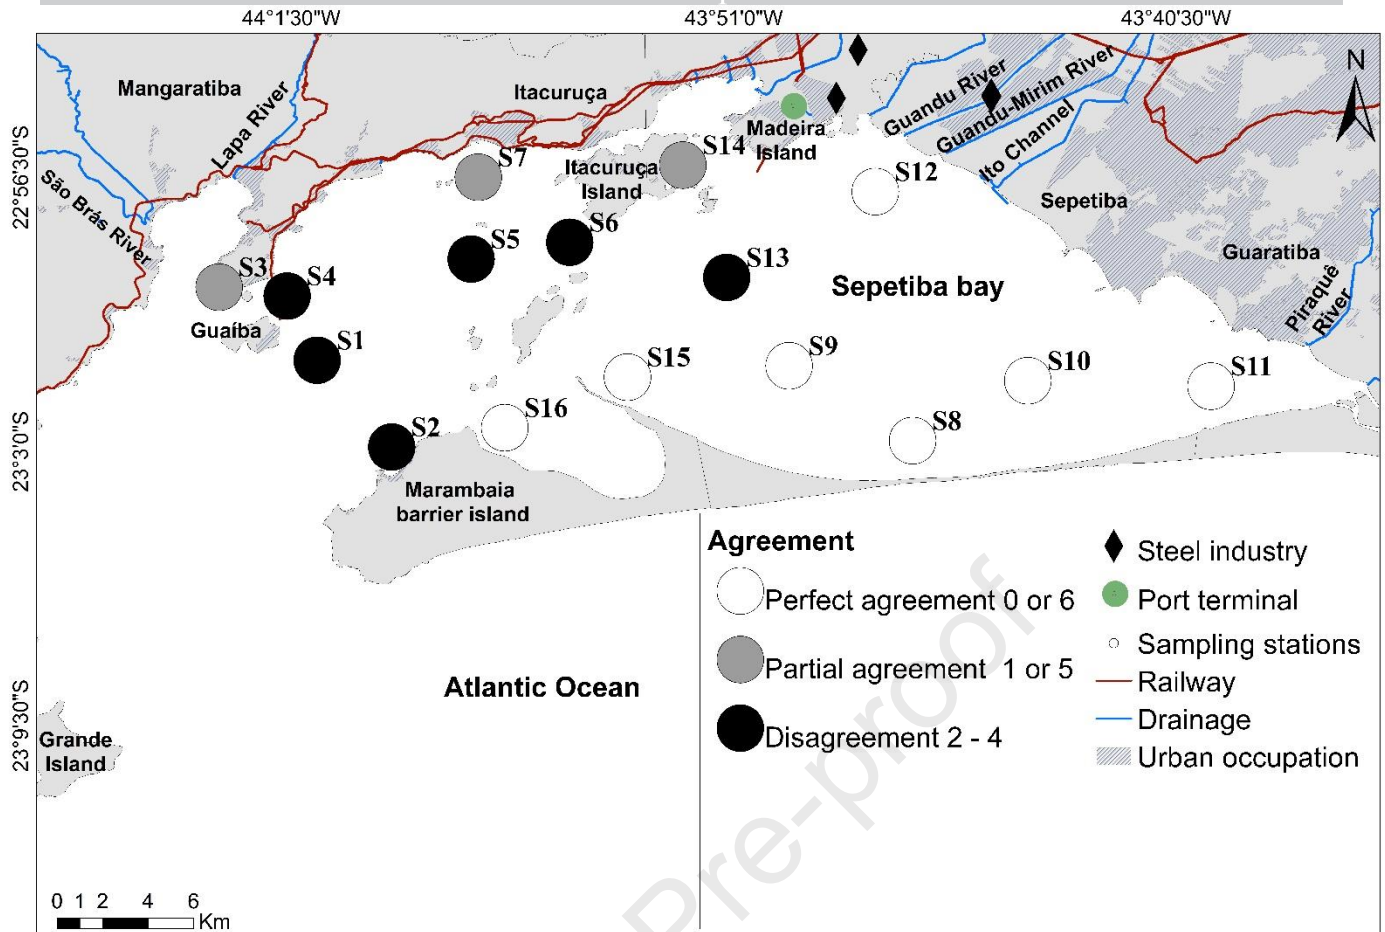 44°1'30"W
43°51'0"W
43°40'30"W
22°56'30"S
23°3'0"S
23°9'30"S
N
Mangaratiba
Lapa River
São Brás River
Itacuruça
Itacuruça
Island
Madeira
Island
Guandu River
Guandu-Mirim River
Ito Channel
Sepetiba
Guaratiba
Piraquê
River
S7
S14
S12
S6
S5
S13
S3
S4
Guaíba
Sepetiba bay
S1
S15
S9
S10
S11
S16
S2
S8
Marambaia
barrier island
Atlantic Ocean
Grande
Island
Agreement
Perfect agreement 0 or 6
Partial agreement 1 or 5
Disagreement 2 - 4
Steel industry
Port terminal
Sampling stations
Railway
Drainage
Urban occupation
0 1 2 4 6
Km
Pre-proof